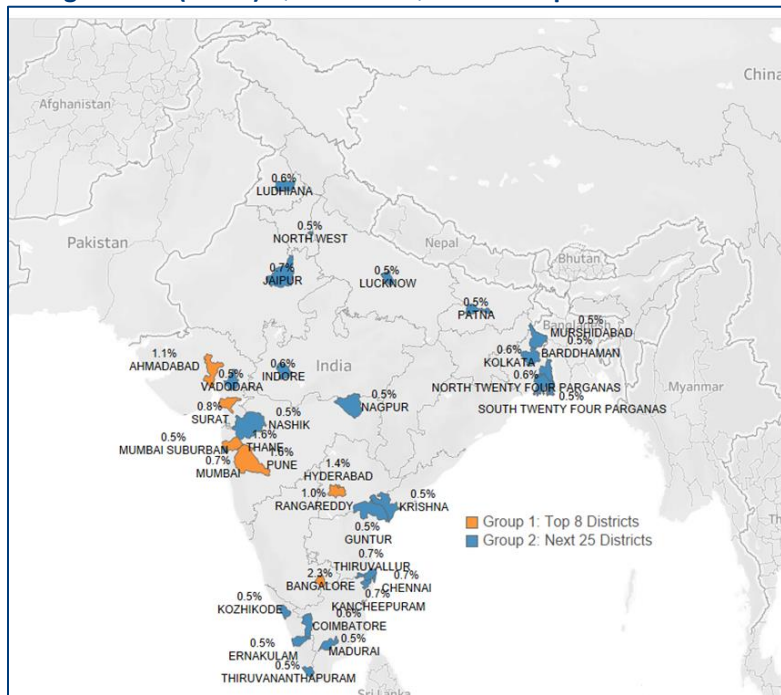 China
Afghanistan
0.6%
LUDHIANA
0.5%
NORTH WEST
Pakistan
Nepal
0.7%
JAIPUR
0.5%
LUCKNOW
Bhutan
0.5%
PATNA
Bangladesh
0.5%
MURSHIDABAD
0.5%
BARDDHAMAN
0.6%
KOLKATA
0.6%
NORTH TWENTY FOUR PARGANAS
0.5%
SOUTH TWENTY FOUR PARGANAS
Myanmar
1.1%
AHMADABAD
0.5%
VADODARA
0.6%
INDORE
India
0.8%
SURAT
0.5%
NASHIK
0.5%
NAGPUR
0.5%
MUMBAI SUBURBAN
1.6%
THANE
0.7%
MUMBAI
1.6%
PUNE
1.4%
HYDERABAD
1.0%
RANGAREDDY
0.5%
KRISHNA
0.5%
GUNTUR
Group 1: Top 8 Districts
Group 2: Next 25 Districts
0.7%
THIRUVALLUR
2.3%
BANGALORE
0.7%
CHENNAI
0.7%
KANCHEEPURAM
0.5%
KOZHIKODE
0.6%
COIMBATORE
0.5%
ERNAKULAM
0.5%
MADURAI
0.5%
THIRUVANANTHAPURAM
Sri Lanka